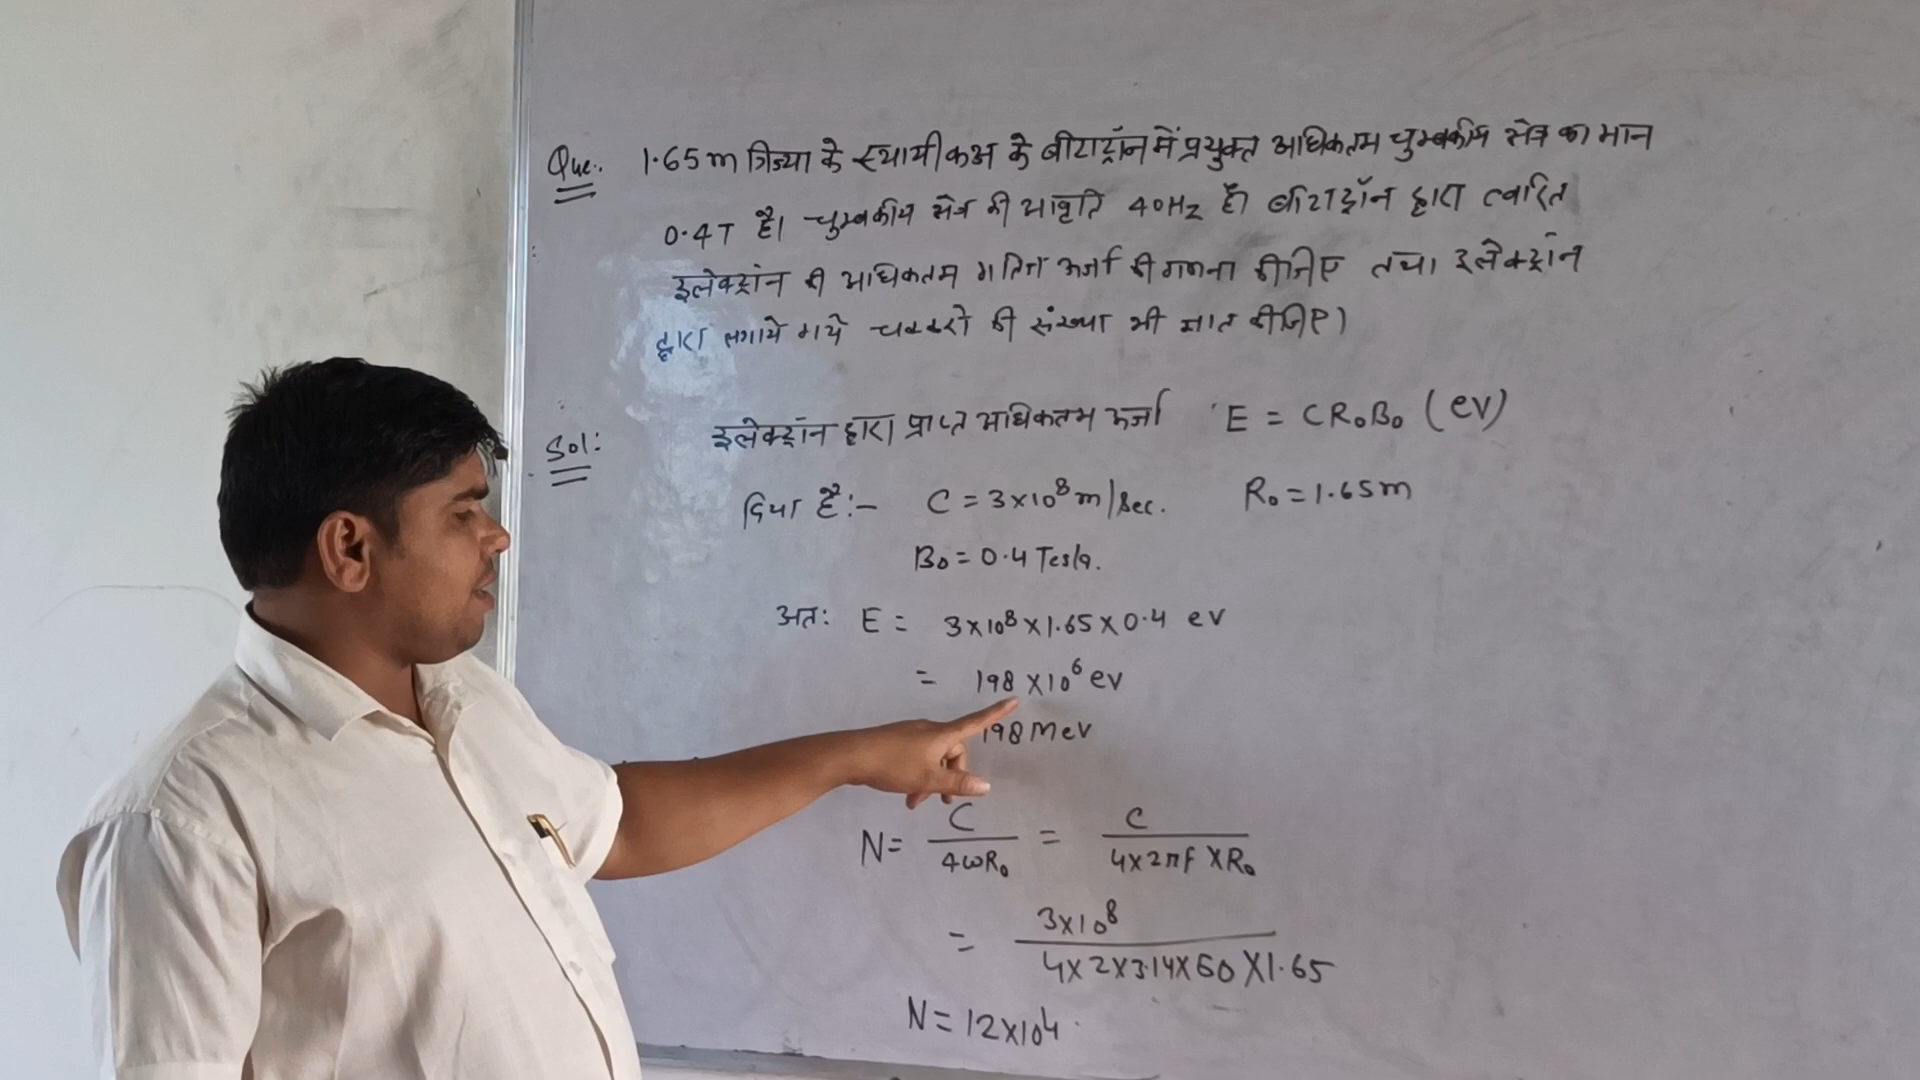 Que. 1.65 m त्रिज्या के स्थायीकक्ष के बीटाट्रॉन में प्रयुक्त अधिकतम चुम्बकीय क्षेत्र का मान
0.4 T है। चुम्बकीय क्षेत्र की आवृति 40 Hz है। बीटाट्रॉन द्वारा त्वरित
इलेक्ट्रॉन की अधिकतम गतिज ऊर्जा की गणना कीजिए तथा इलेक्ट्रॉन
द्वारा लगाये गये चक्करो की संख्या भी ज्ञात कीजिए।
Sol: इलेक्ट्रॉन द्वारा प्राप्त अधिकतम ऊर्जा E = CR₀B₀ (ev)
दिया है :- C = 3×10⁸ m/sec. R₀ = 1.65m
B₀ = 0.4 Tesla.
अतः E = 3×10⁸ × 1.65 × 0.4 ev
= 198 × 10⁶ ev
198 Mev
N = C/4ωR₀ = C/4×2πf×R₀
= 3×10⁸/4×2×3.14×60×1.65
N = 12×10⁴